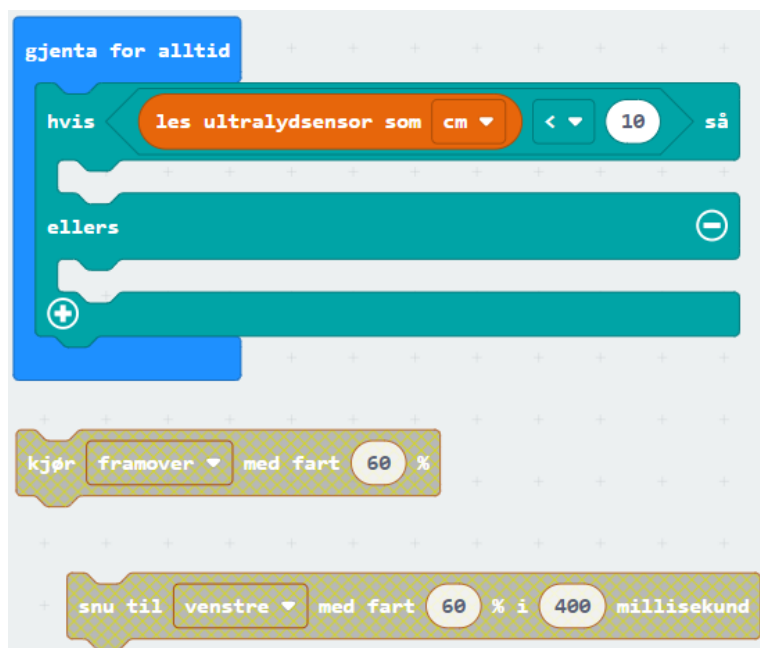 gjenta for alltid
hvis les ultralydsensor som cm < 10 så
ellers
kjør framover med fart 60 %
snu til venstre med fart 60 % i 400 millisekund